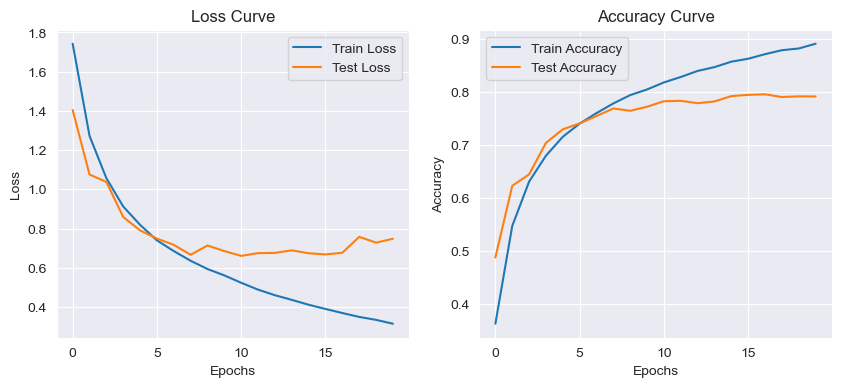 Loss Curve
1.8
1.6
1.4
1.2
1.0
0.8
0.6
0.4
Loss
Train Loss
Test Loss
0
5
10
15
Epochs
Accuracy Curve
0.9
0.8
0.7
0.6
0.5
0.4
Accuracy
Train Accuracy
Test Accuracy
0
5
10
15
Epochs